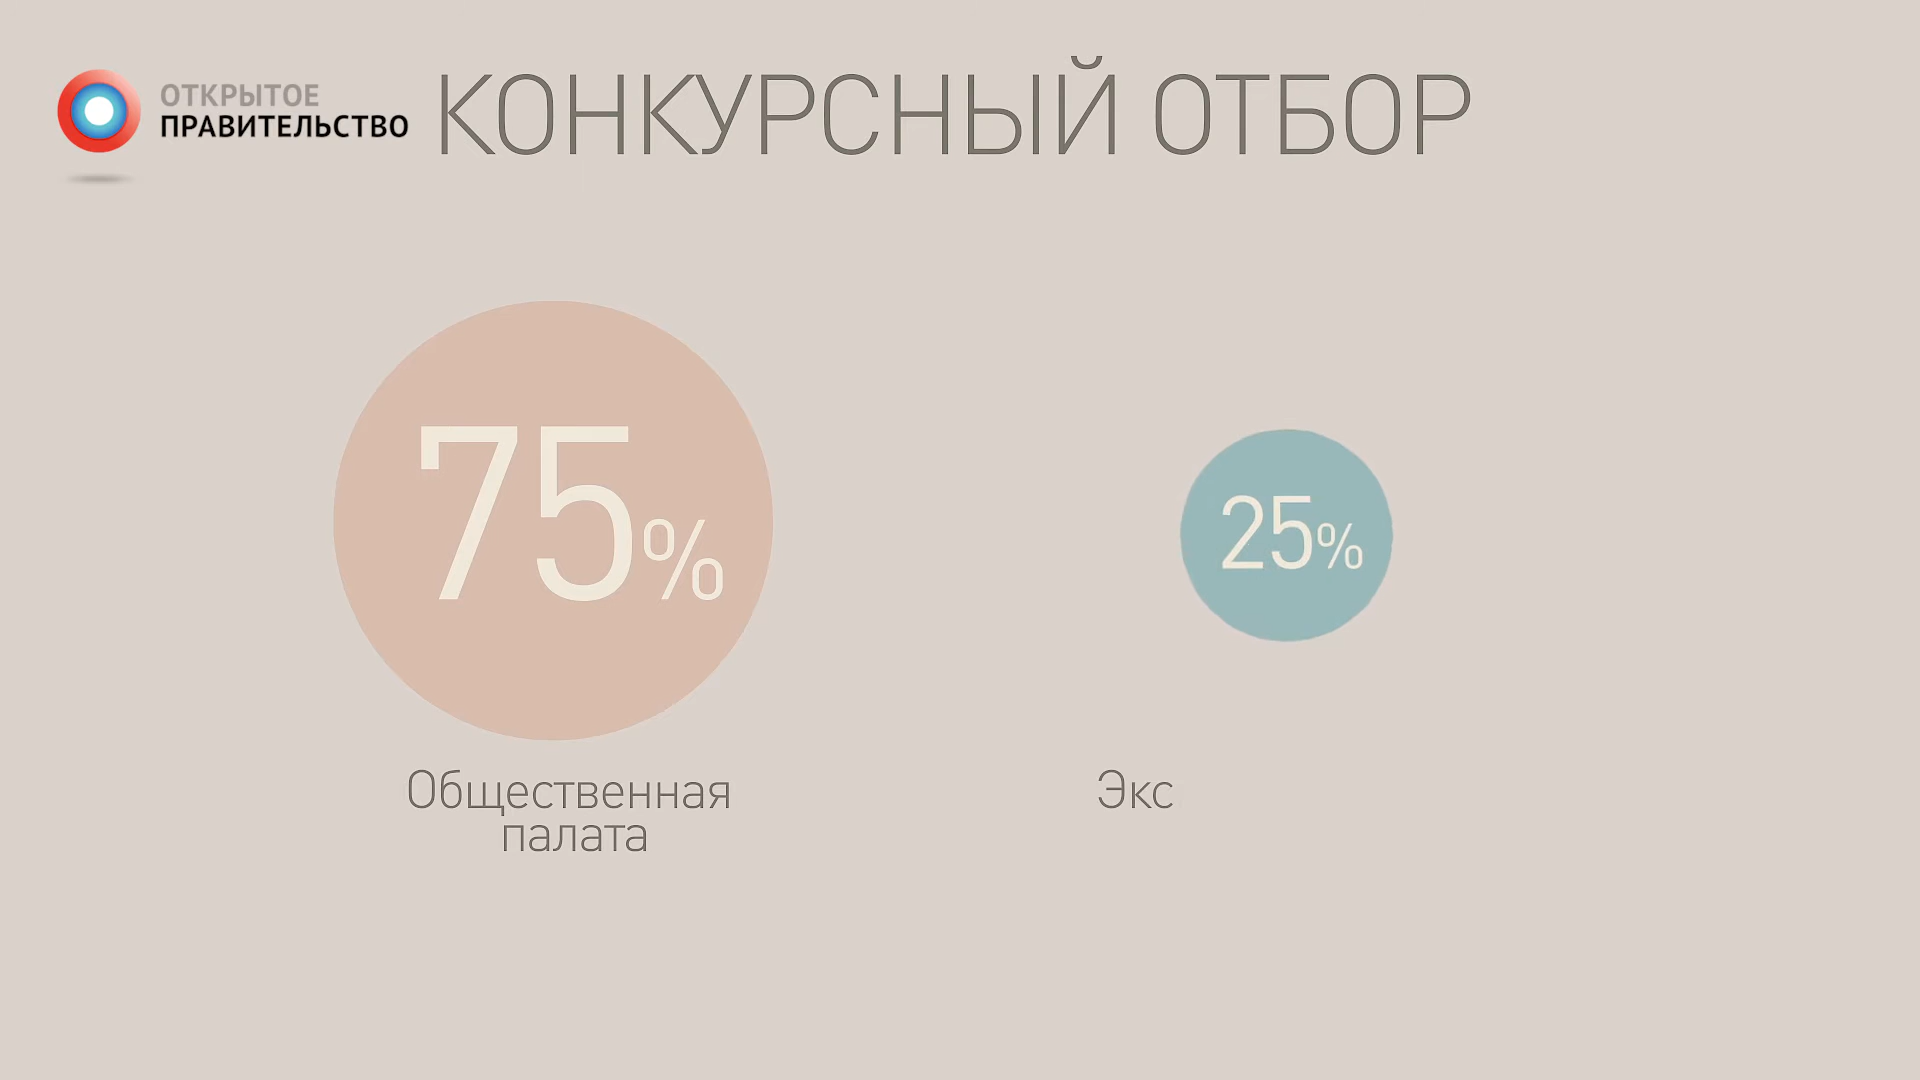 ОТКРЫТОЕ
ПРАВИТЕЛЬСТВО
КОНКУРСНЫЙ ОТБОР
75%
25%
Общественная
палата
Экс